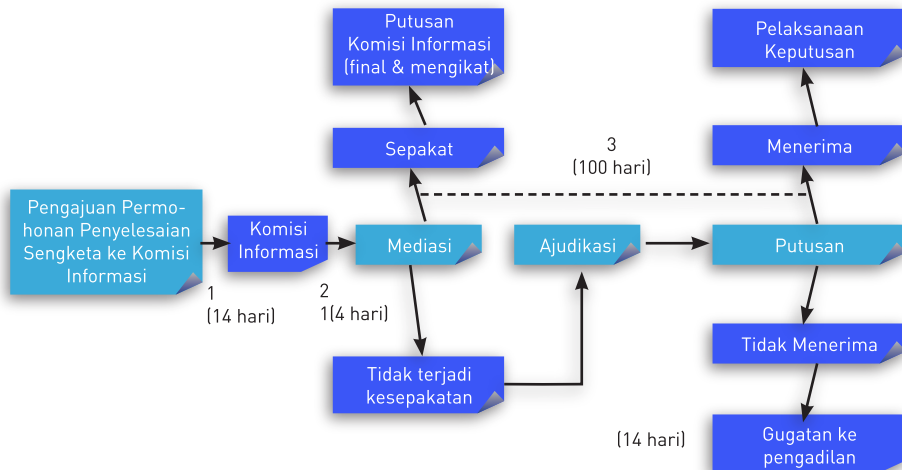 Putusan
Komisi Informasi
(final & mengikat)
Pelaksanaan
Keputusan
Sepakat
3
(100 hari)
Menerima
Pengajuan Permo-
honan Penyelesaian
Sengketa ke Komisi
Informasi
Komisi
Informasi
Mediasi
Ajudikasi
Putusan
1
(14 hari)
2
1(4 hari)
Tidak terjadi
kesepakatan
Tidak Menerima
(14 hari)
Gugatan ke
pengadilan